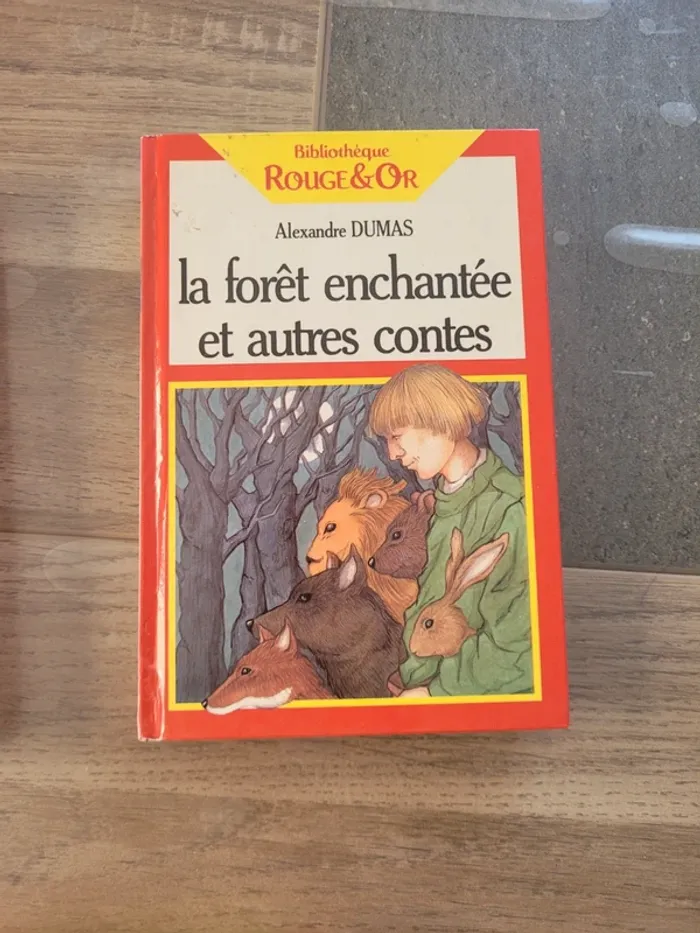 Bibliothèque
ROUGE&OR
Alexandre DUMAS
la forêt enchantée
et autres contes